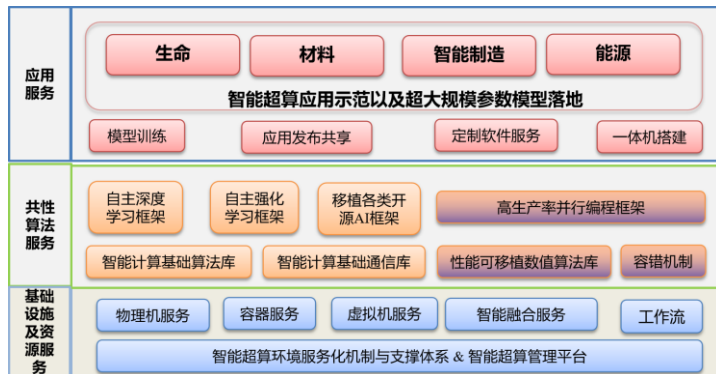 应用
服务
生命
材料
智能制造
能源
智能超算应用示范以及超大规模参数模型落地
模型训练
应用发布共享
定制软件服务
一体机搭建
共性
算法
服务
自主深度
学习框架
自主强化
学习框架
移植各类开
源AI框架
高生产率并行编程框架
智能计算基础算法库
智能计算基础通信库
性能可移植数值算法库
容错机制
基础
设施
及资
源服
务
物理机服务
容器服务
虚拟机服务
智能融合服务
工作流
智能超算环境服务化机制与支撑体系 & 智能超算管理平台